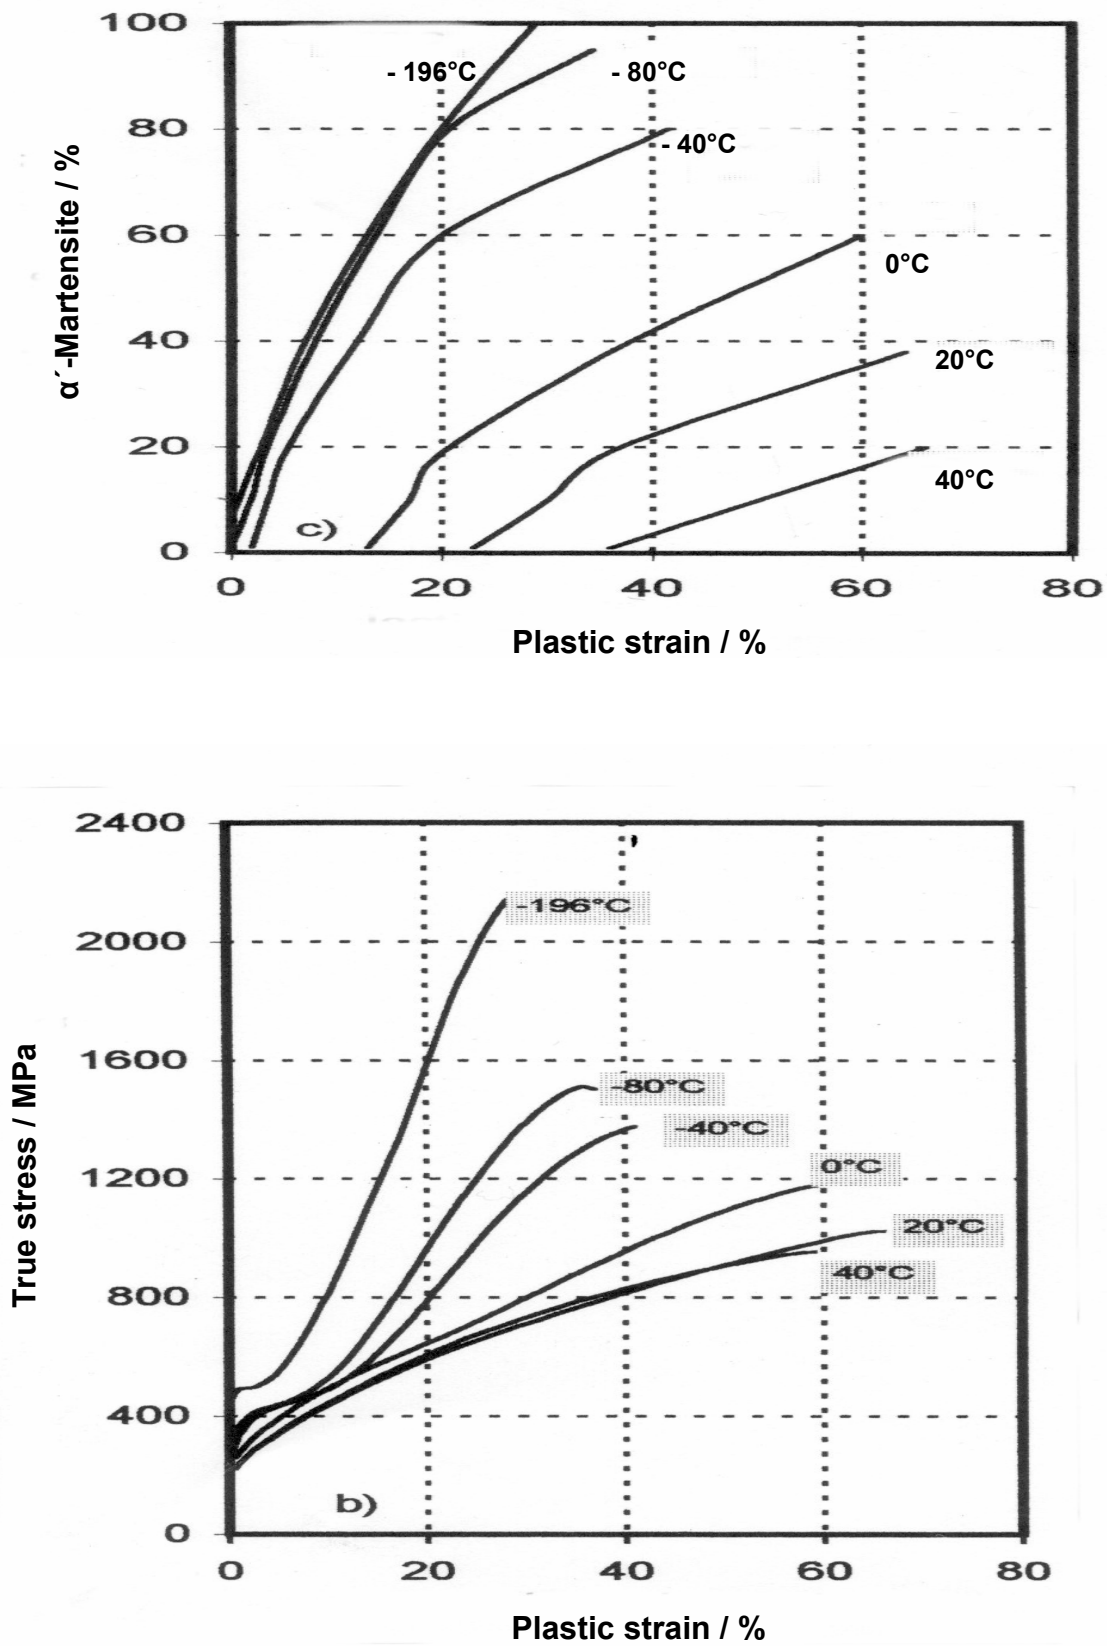 100
- 196°C
- 80°C
80
- 40°C
60
0°C
40
20°C
20
40°C
c)
0
0 20 40 60 80
α´-Martensite / %
Plastic strain / %
2400
-196°C
2000
1600
-80°C
-40°C
1200
0°C
20°C
40°C
800
400
b)
0
0 20 40 60 80
True stress / MPa
Plastic strain / %